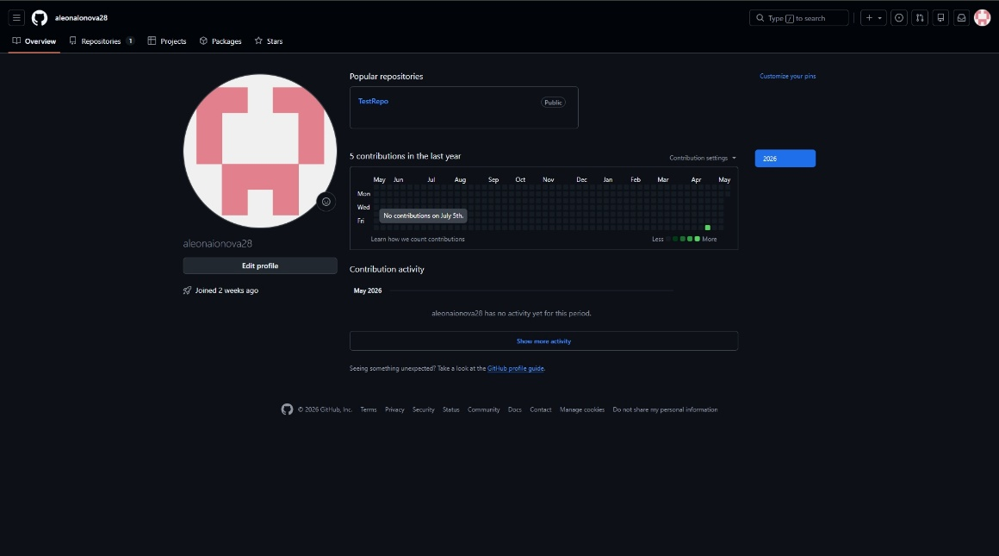 aleonaionova28
Type / to search
Overview Repositories 1 Projects Packages Stars
Popular repositories
Customize your pins
TestRepo Public
5 contributions in the last year
Contribution settings
2026
May Jun Jul Aug Sep Oct Nov Dec Jan Feb Mar Apr May
Mon
Wed
Fri
No contributions on July 5th.
Learn how we count contributions
Less More
aleonaionova28
Edit profile
Joined 2 weeks ago
Contribution activity
May 2026
aleonaionova28 has no activity yet for this period.
Show more activity
Seeing something unexpected? Take a look at the GitHub profile guide.
© 2026 GitHub, Inc. Terms Privacy Security Status Community Docs Contact Manage cookies Do not share my personal information